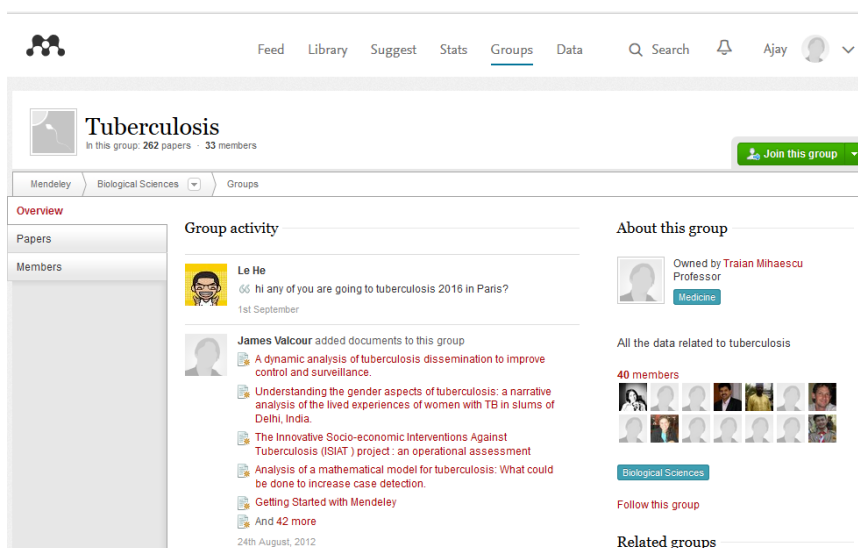 Feed Library Suggest Stats Groups Data Search Ajay
Tuberculosis
In this group: 262 papers · 33 members
Join this group
Mendeley Biological Sciences Groups
Overview
Papers
Members
Group activity
Le He
hi any of you are going to tuberculosis 2016 in Paris?
1st September
James Valcour added documents to this group
A dynamic analysis of tuberculosis dissemination to improve
control and surveillance.
Understanding the gender aspects of tuberculosis: a narrative
analysis of the lived experiences of women with TB in slums of
Delhi, India.
The Innovative Socio-economic Interventions Against
Tuberculosis (ISIAT ) project : an operational assessment
Analysis of a mathematical model for tuberculosis: What could
be done to increase case detection.
Getting Started with Mendeley
And 42 more
24th August, 2012
About this group
Owned by Traian Mihaescu
Professor
Medicine
All the data related to tuberculosis
40 members
Biological Sciences
Follow this group
Related groups